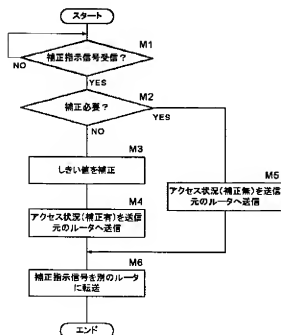 スタート
M1
補正指示信号受信？
NO
YES
M2
補正必要？
YES
NO
M3
しきい値を補正
M5
アクセス状況(補正無)を送信
元のルータへ送信
M4
アクセス状況(補正有)を送信
元のルータへ送信
M6
補正指示信号を別のルータ
に転送
エンド